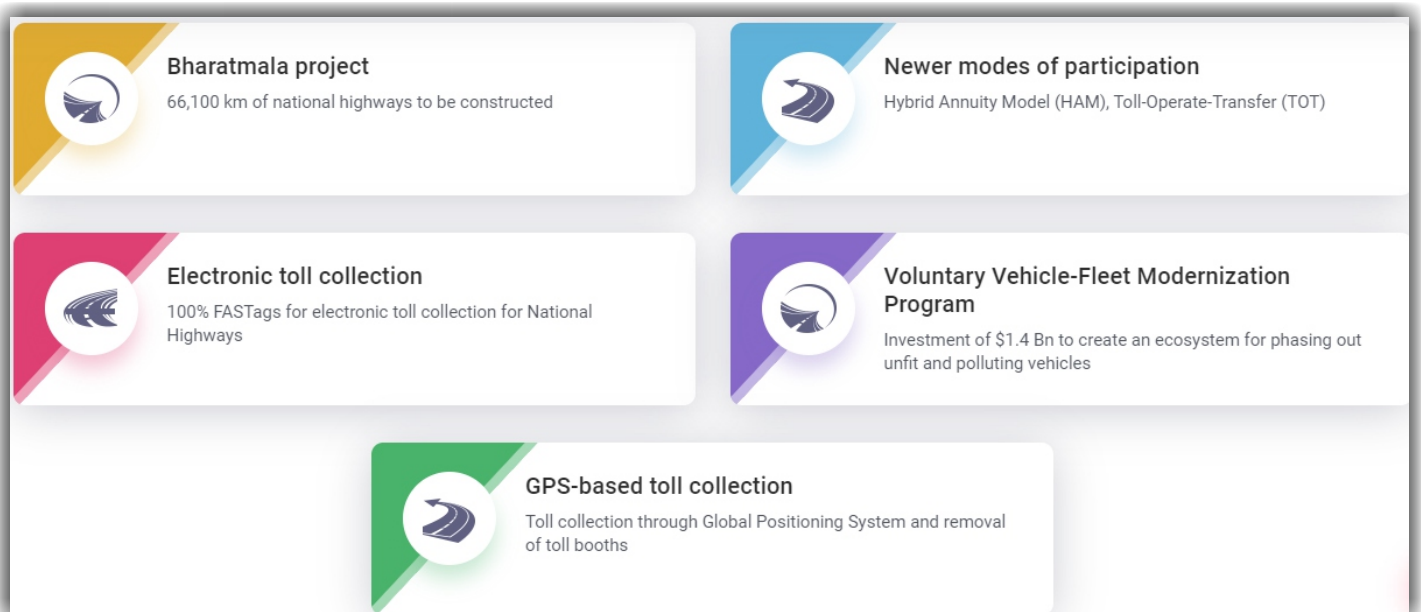 Bharatmala project
66,100 km of national highways to be constructed
Newer modes of participation
Hybrid Annuity Model (HAM), Toll-Operate-Transfer (TOT)
Electronic toll collection
100% FASTags for electronic toll collection for National
Highways
Voluntary Vehicle-Fleet Modernization
Program
Investment of $1.4 Bn to create an ecosystem for phasing out
unfit and polluting vehicles
GPS-based toll collection
Toll collection through Global Positioning System and removal
of toll booths